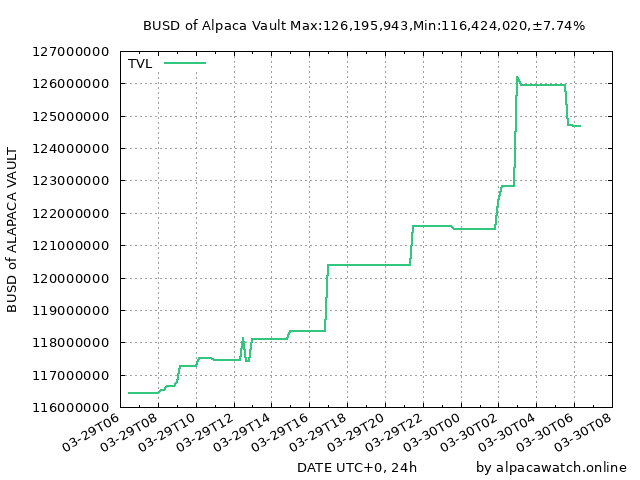 BUSD of Alpaca Vault Max:126,195,943,Min:116,424,020,±7.74%
127000000
TVL
126000000
125000000
124000000
123000000
122000000
121000000
120000000
119000000
118000000
117000000
116000000
BUSD of ALAPACA VAULT
03-29T06
03-29T08
03-29T10
03-29T12
03-29T14
03-29T16
03-29T18
03-29T20
03-29T22
03-30T00
03-30T02
03-30T04
03-30T06
03-30T08
DATE UTC+0, 24h
by alpacawatch.online